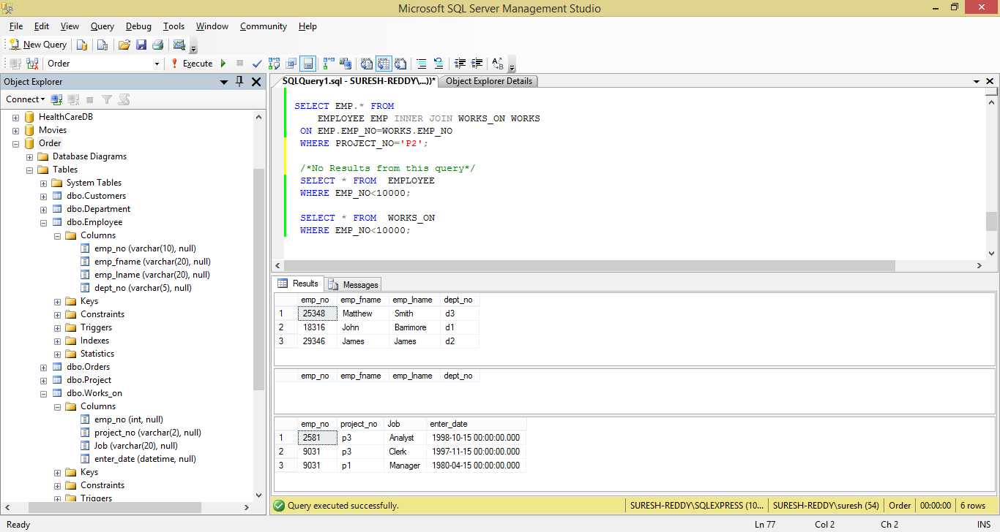 Microsoft SQL Server Management Studio
File Edit View Query Debug Tools Window Community Help
New Query
Order Execute
Object Explorer
Connect
HealthCareDB
Movies
Order
Database Diagrams
Tables
System Tables
dbo.Customers
dbo.Department
dbo.Employee
Columns
emp_no (varchar(10), null)
emp_fname (varchar(20), null)
emp_lname (varchar(20), null)
dept_no (varchar(5), null)
Keys
Constraints
Triggers
Indexes
Statistics
dbo.Orders
dbo.Project
dbo.Works_on
Columns
emp_no (int, null)
project_no (varchar(2), null)
Job (varchar(20), null)
enter_date (datetime, null)
Keys
Constraints
Triggers
SQLQuery1.sql - SURESH-REDDY\...))* Object Explorer Details
SELECT EMP.* FROM
EMPLOYEE EMP INNER JOIN WORKS_ON WORKS
ON EMP.EMP_NO=WORKS.EMP_NO
WHERE PROJECT_NO='P2';
/*No Results from this query*/
SELECT * FROM EMPLOYEE
WHERE EMP_NO<10000;
SELECT * FROM WORKS_ON
WHERE EMP_NO<10000;
Results Messages
emp_no emp_fname emp_lname dept_no
1 25348 Matthew Smith d3
2 18316 John Barrimore d1
3 29346 James James d2
emp_no emp_fname emp_lname dept_no
emp_no project_no Job enter_date
1 2581 p3 Analyst 1998-10-15 00:00:00.000
2 9031 p3 Clerk 1997-11-15 00:00:00.000
3 9031 p1 Manager 1980-04-15 00:00:00.000
Query executed successfully. SURESH-REDDY\SQLEXPRESS (10... SURESH-REDDY\suresh (54) Order 00:00:00 6 rows
Ready Ln 77 Col 2 Ch 2 INS